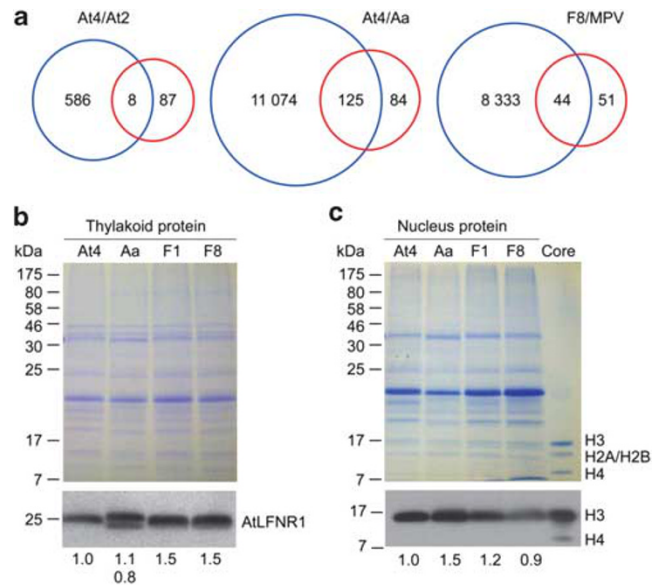 a
At4/At2 At4/Aa F8/MPV
586 8 87 11 074 125 84 8 333 44 51
b
Thylakoid protein
kDa At4 Aa F1 F8
175
80
58
46
30
25
17
7
25 AtLFNR1
1.0 1.1 1.5 1.5
0.8
c
Nucleus protein
kDa At4 Aa F1 F8 Core
175
80
58
46
30
25
17 H3
H2A/H2B
7 H4
17 H3
7 H4
1.0 1.5 1.2 0.9